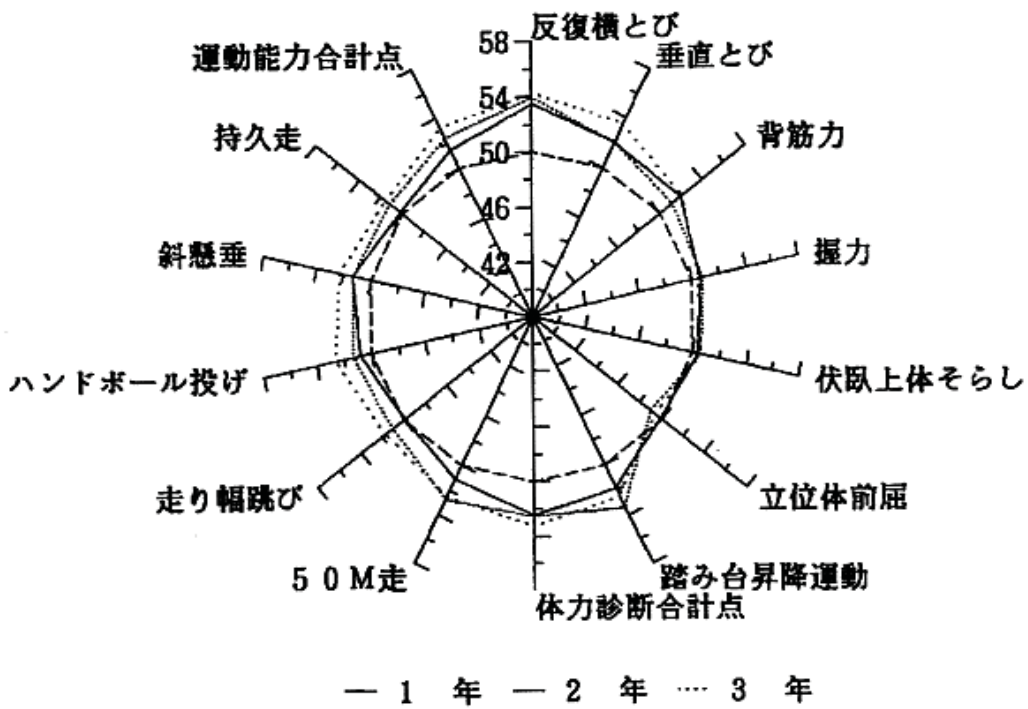 反復横とび
58
運動能力合計点
垂直とび
54
持久走
背筋力
50
46
斜懸垂
握力
42
ハンドボール投げ
伏臥上体そらし
走り幅跳び
立位体前屈
50M走
踏み台昇降運動
体力診断合計点
— 1 年 — 2 年 ···· 3 年